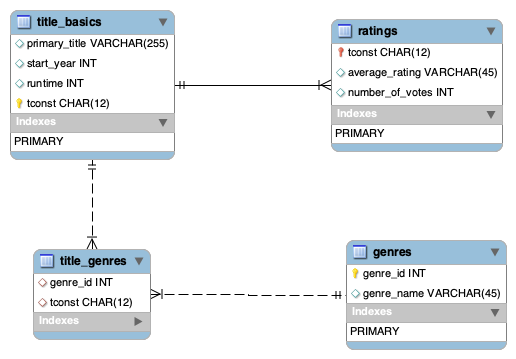 title_basics
primary_title VARCHAR(255)
start_year INT
runtime INT
tconst CHAR(12)
Indexes
PRIMARY
ratings
tconst CHAR(12)
average_rating VARCHAR(45)
number_of_votes INT
Indexes
PRIMARY
title_genres
genre_id INT
tconst CHAR(12)
Indexes
genres
genre_id INT
genre_name VARCHAR(45)
Indexes
PRIMARY